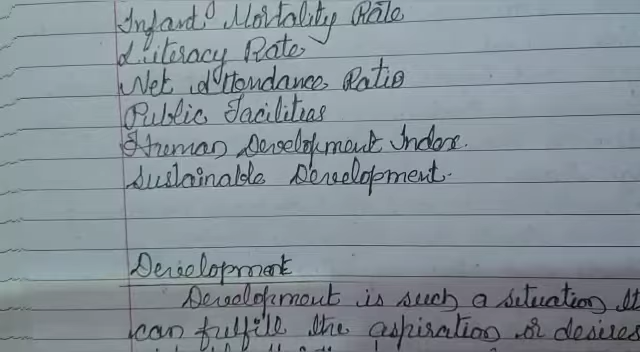 Infant Mortality Rate
Literacy Rate
Net Attendance Ratio
Public Facilities
Human Development Index.
Sustainable Development.
Development
Development is such a situation It
can fulfill the aspiration or desires